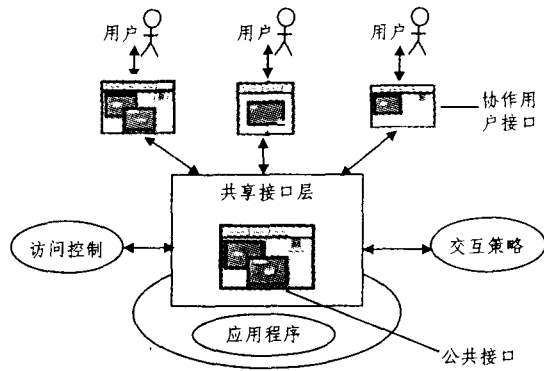 用户
用户
用户
协作用
户接口
共享接口层
访问控制
交互策略
应用程序
公共接口